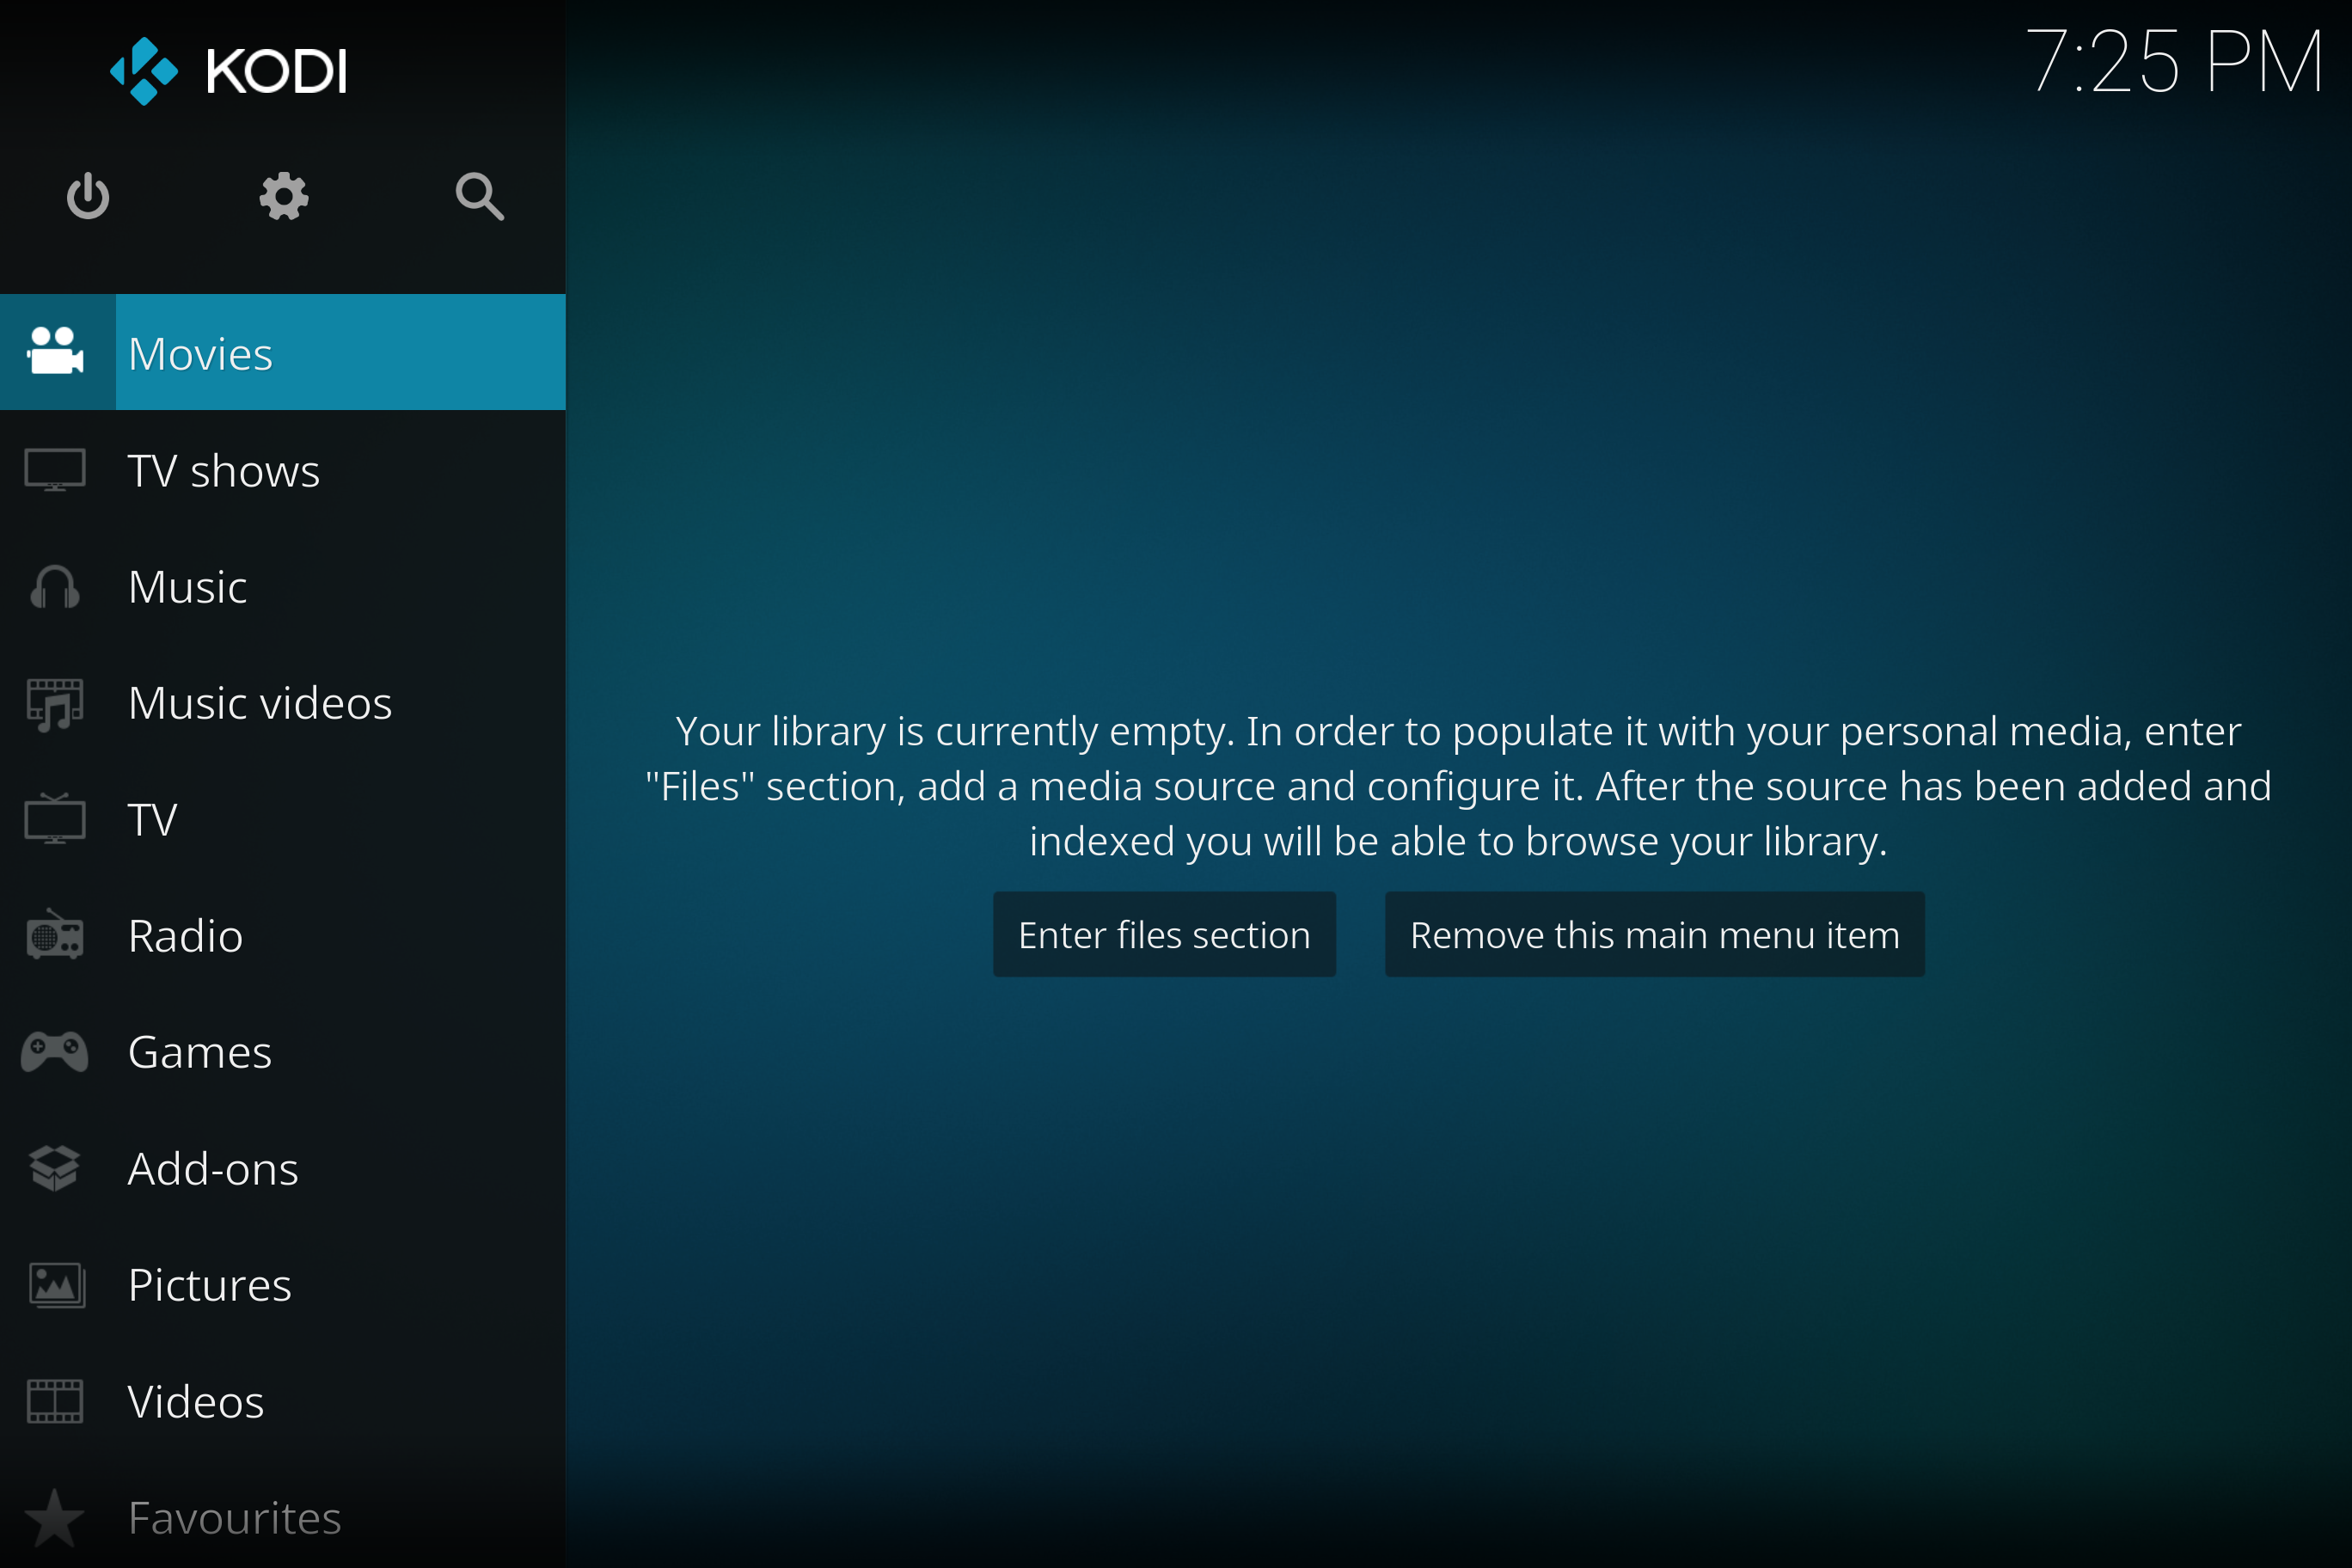 KODI
7:25 PM
Movies
TV shows
Music
Music videos
TV
Radio
Games
Add-ons
Pictures
Videos
Favourites
Your library is currently empty. In order to populate it with your personal media, enter
"Files" section, add a media source and configure it. After the source has been added and
indexed you will be able to browse your library.
Enter files section
Remove this main menu item